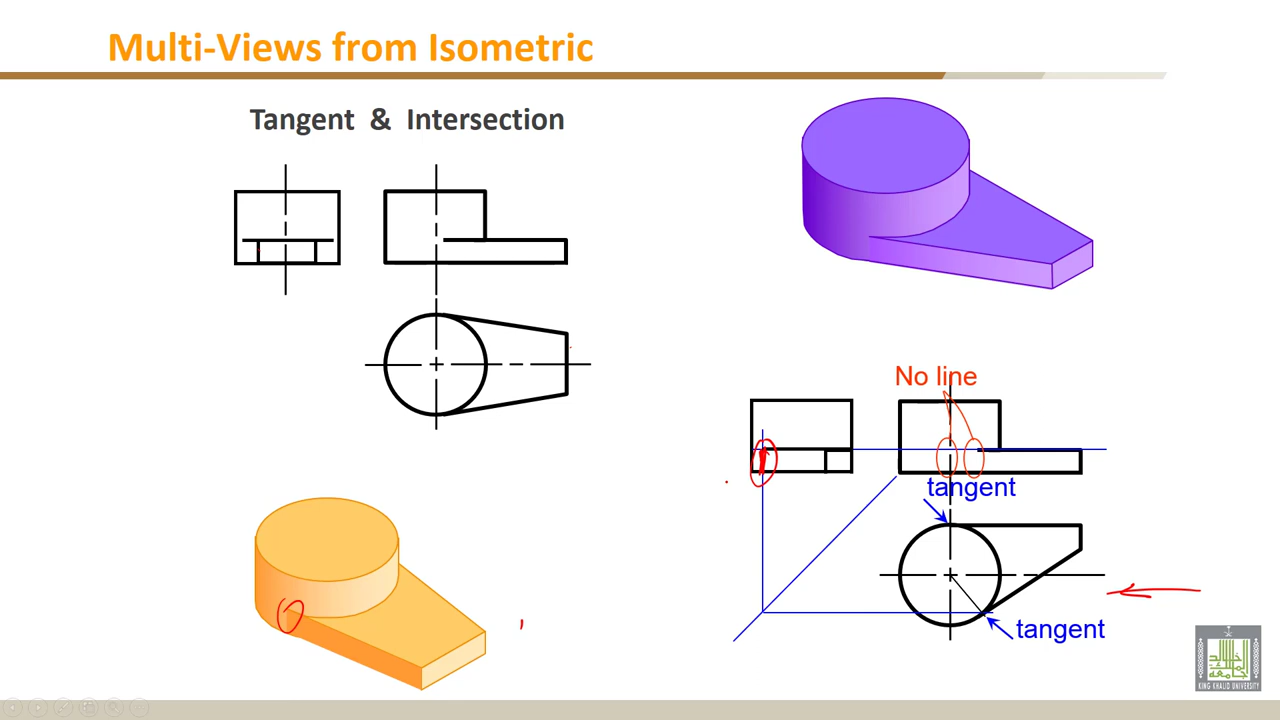 Multi-Views from Isometric
Tangent & Intersection
No line
tangent
tangent
KING KHALID UNIVERSITY